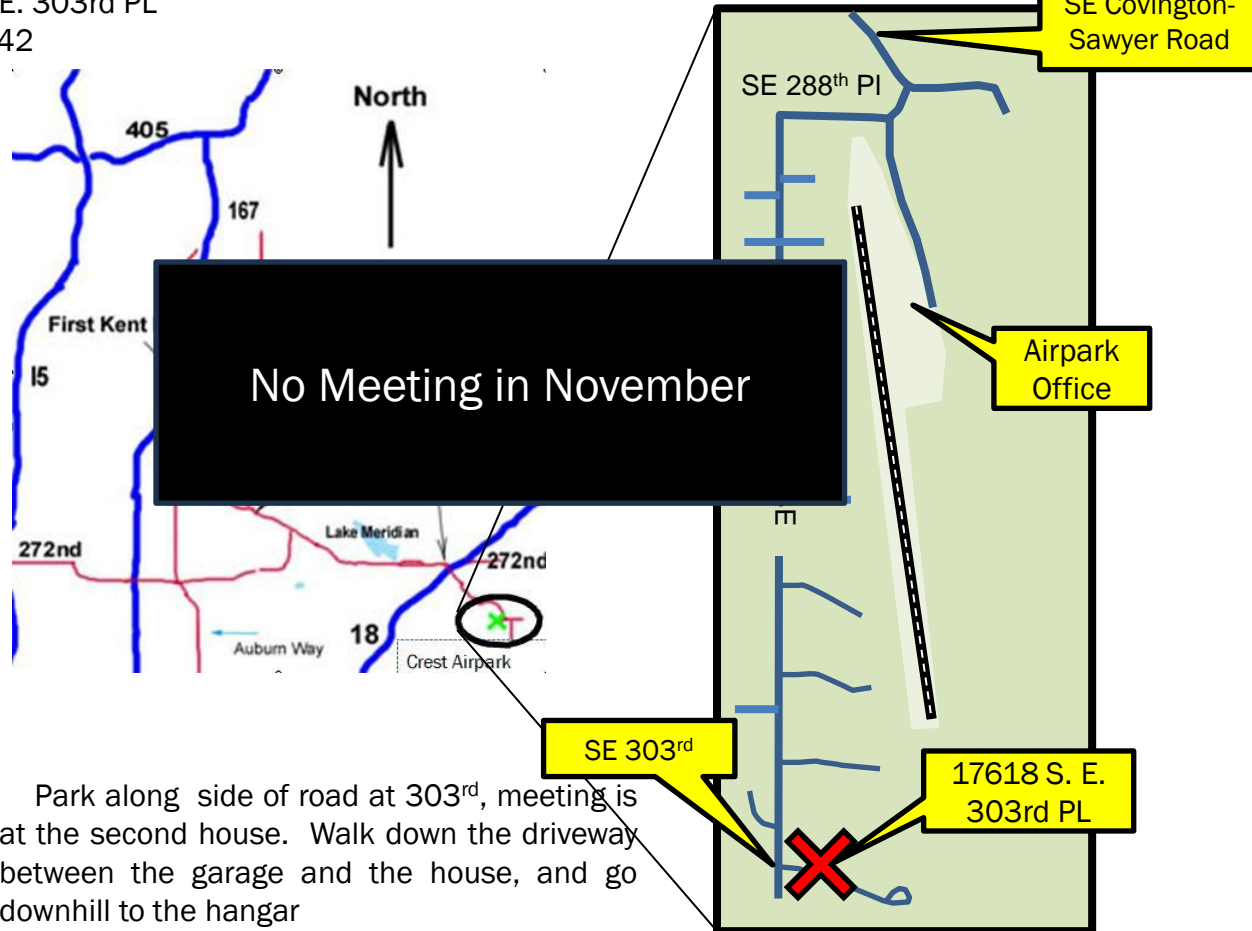 E. 303rd PL
42
SE Covington-
Sawyer Road
SE 288th Pl
North
405
167
First Kent
I5
No Meeting in November
Airpark
Office
E
Lake Meridian
272nd
272nd
18
Auburn Way
Crest Airpark
SE 303rd
17618 S. E.
303rd PL
Park along side of road at 303rd, meeting is
at the second house. Walk down the driveway
between the garage and the house, and go
downhill to the hangar